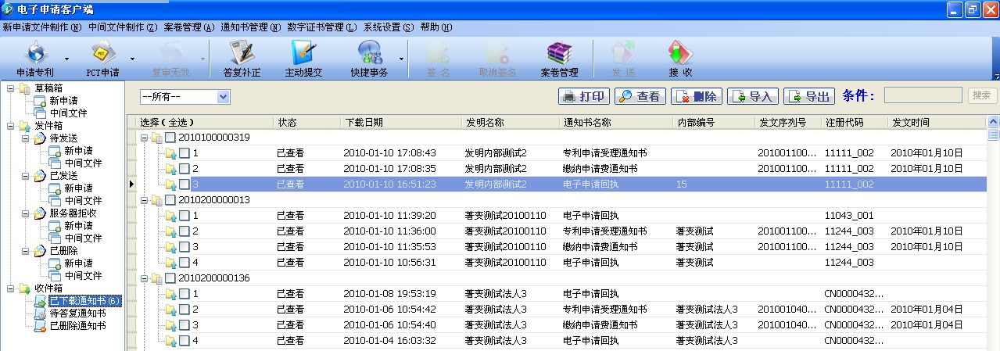 电子申请客户端
新申请文件制作(N) 中间文件制作(Z) 案卷管理(A) 通知书管理(N) 数字证书管理(L) 系统设置(S) 帮助(H)
申请专利 PCT申请 复审无效 答复补正 主动提交 快捷事务 签 名 取消签名 案卷管理 发 送 接 收
草稿箱
新申请
中间文件
发件箱
待发送
新申请
中间文件
已发送
新申请
中间文件
服务器拒收
新申请
中间文件
已删除
新申请
中间文件
收件箱
已下载通知书(6)
待答复通知书
已删除通知书
--所有-- 打印 查看 删除 导入 导出 条件: 搜索
选择(全选) 状态 下载日期 发明名称 通知书名称 内部编号 发文序列号 注册代码 发文时间
2010100000319
1 已查看 2010-01-10 17:08:43 发明内部测试2 专利申请受理通知书 201001100... 11111_002 2010年01月10日
2 已查看 2010-01-10 17:08:35 发明内部测试2 缴纳申请费通知书 201001100... 11111_002 2010年01月10日
3 已查看 2010-01-10 16:51:23 发明内部测试2 电子申请回执 15 11111_002
2010200000013
1 已查看 2010-01-10 11:39:20 著变测试20100110 电子申请回执 11043_001
2 已查看 2010-01-10 11:36:00 著变测试20100110 专利申请受理通知书 著变测试 201001100... 11244_003 2010年01月10日
3 已查看 2010-01-10 11:35:53 著变测试20100110 缴纳申请费通知书 著变测试 201001100... 11244_003 2010年01月10日
4 已查看 2010-01-10 10:56:31 著变测试20100110 电子申请回执 著变测试 11244_003
2010200000136
1 已查看 2010-01-08 19:53:19 著变测试法人3 电子申请回执 CN0000432...
2 已查看 2010-01-06 10:54:42 著变测试法人3 专利申请受理通知书 著变测试法人3 201001040... CN0000432... 2010年01月04日
3 已查看 2010-01-06 10:54:40 著变测试法人3 缴纳申请费通知书 著变测试法人3 201001040... CN0000432... 2010年01月04日
4 已查看 2010-01-04 16:03:32 著变测试法人3 电子申请回执 著变测试法人3 CN0000432...